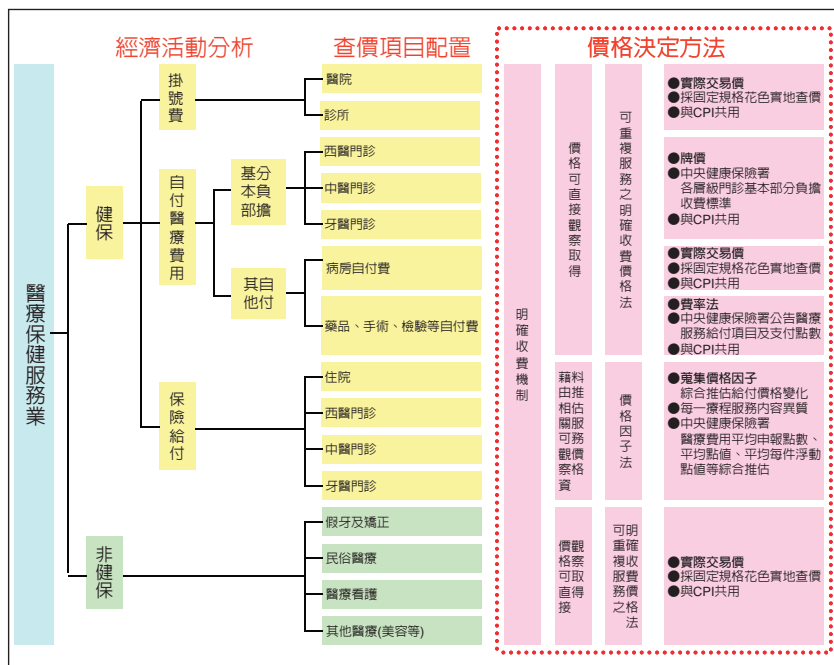 經濟活動分析
查價項目配置
價格決定方法
醫療保健服務業
健保
非健保
掛號費
自付醫療費用
保險給付
基本部分負擔
其他自付
醫院
診所
西醫門診
中醫門診
牙醫門診
病房自付費
藥品、手術、檢驗等自付費
住院
西醫門診
中醫門診
牙醫門診
假牙及矯正
民俗醫療
醫療看護
其他醫療(美容等)
明確收費機制
價格可直接觀察取得
可重複服務之明確收費價格法
●實際交易價
●採固定規格花色實地查價
●與CPI共用
●牌價
●中央健康保險署
各層級門診基本部分負擔
收費標準
●與CPI共用
●實際交易價
●採固定規格花色實地查價
●與CPI共用
●費率法
●中央健康保險署公告醫療
服務給付項目及支付點數
●與CPI共用
藉由相關可觀察資
料推估服務價格
價格因子法
●蒐集價格因子
綜合推估給付價格變化
●每一療程服務內容異質
●中央健康保險署
醫療費用平均申報點數、
平均點值、平均每件浮動
點值等綜合推估
價格可直接
觀察取得
可重複服務之
明確收費價格法
●實際交易價
●採固定規格花色實地查價
●與CPI共用